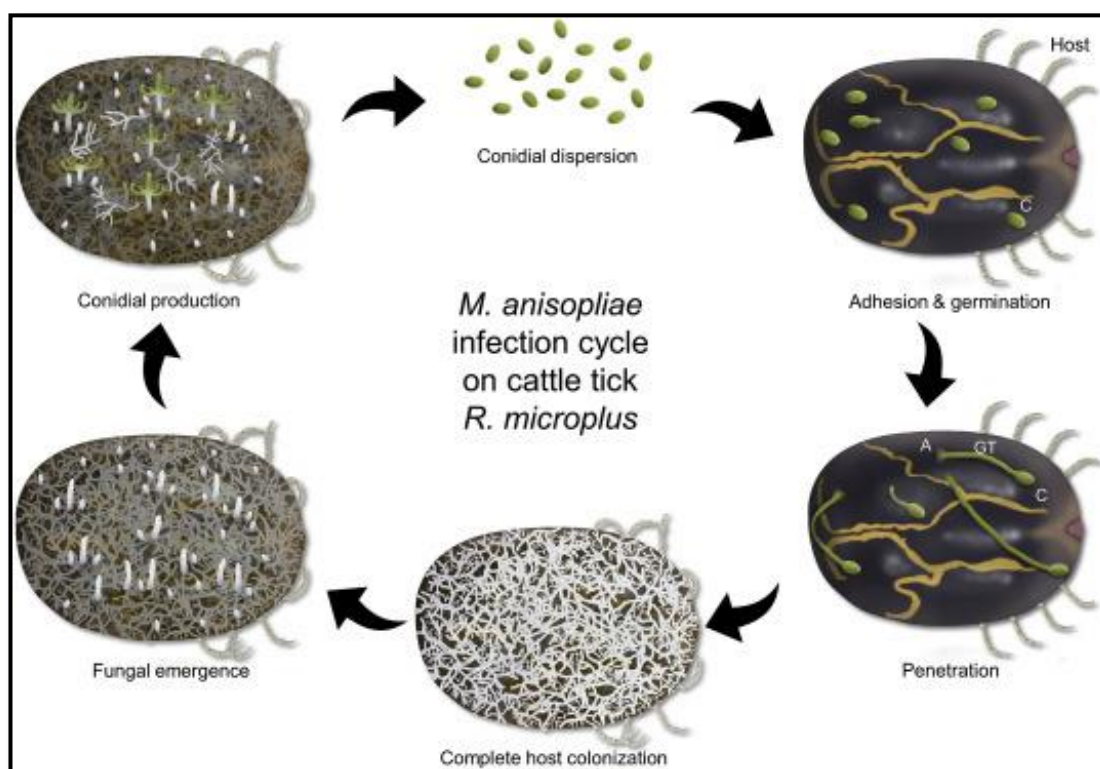 Conidial dispersion
Host
C
Adhesion & germination
A
GT
C
Penetration
Complete host colonization
Fungal emergence
Conidial production
M. anisopliae
infection cycle
on cattle tick
R. microplus